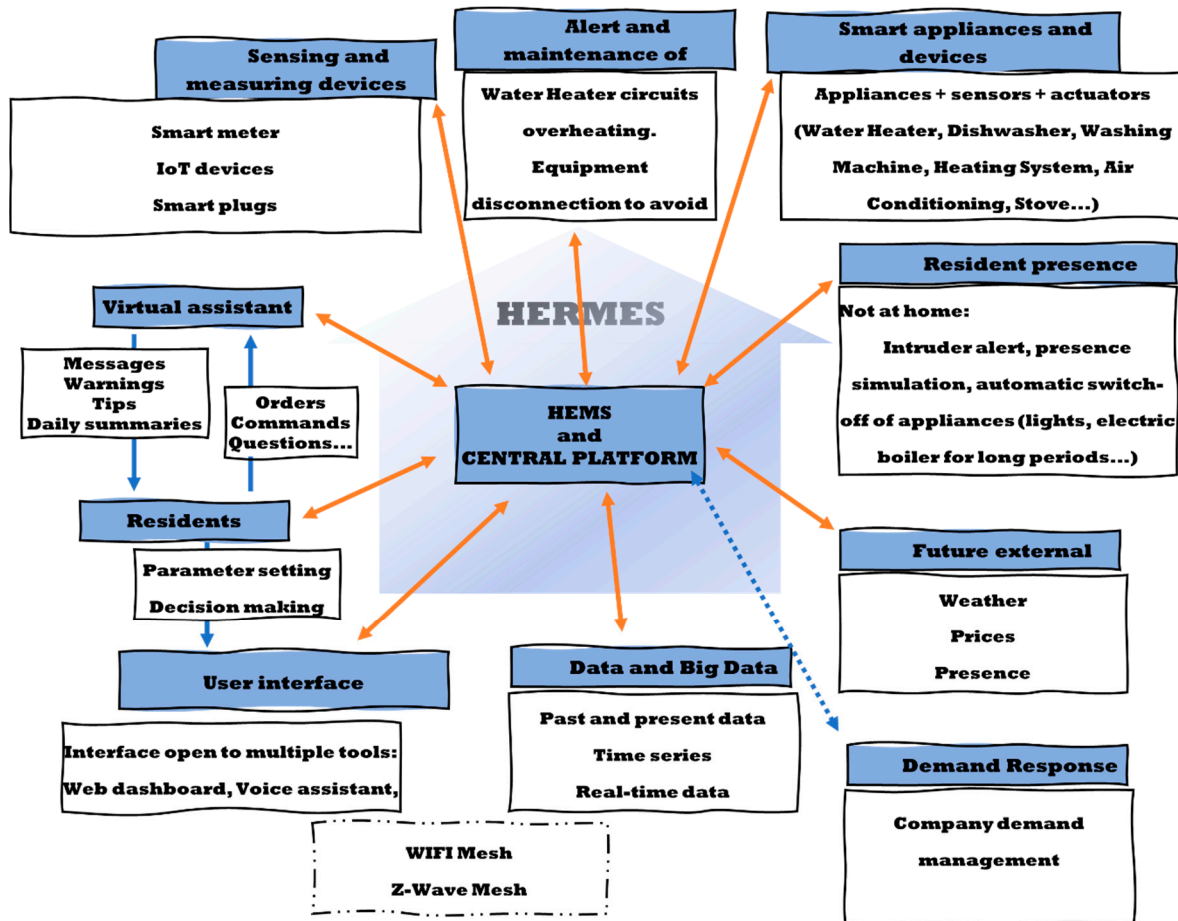 Sensing and
measuring devices
Smart meter
IoT devices
Smart plugs
Alert and
maintenance of
Water Heater circuits
overheating.
Equipment
disconnection to avoid
Smart appliances and
devices
Appliances + sensors + actuators
(Water Heater, Dishwasher, Washing
Machine, Heating System, Air
Conditioning, Stove...)
Resident presence
Not at home:
Intruder alert, presence
simulation, automatic switch-
off of appliances (lights, electric
boiler for long periods...)
HERMES
Virtual assistant
Messages
Warnings
Tips
Daily summaries
Orders
Commands
Questions...
HEMS
and
CENTRAL PLATFORM
Residents
Parameter setting
Decision making
Future external
Weather
Prices
Presence
User interface
Interface open to multiple tools:
Web dashboard, Voice assistant,
Data and Big Data
Past and present data
Time series
Real-time data
Demand Response
Company demand
management
WIFI Mesh
Z-Wave Mesh